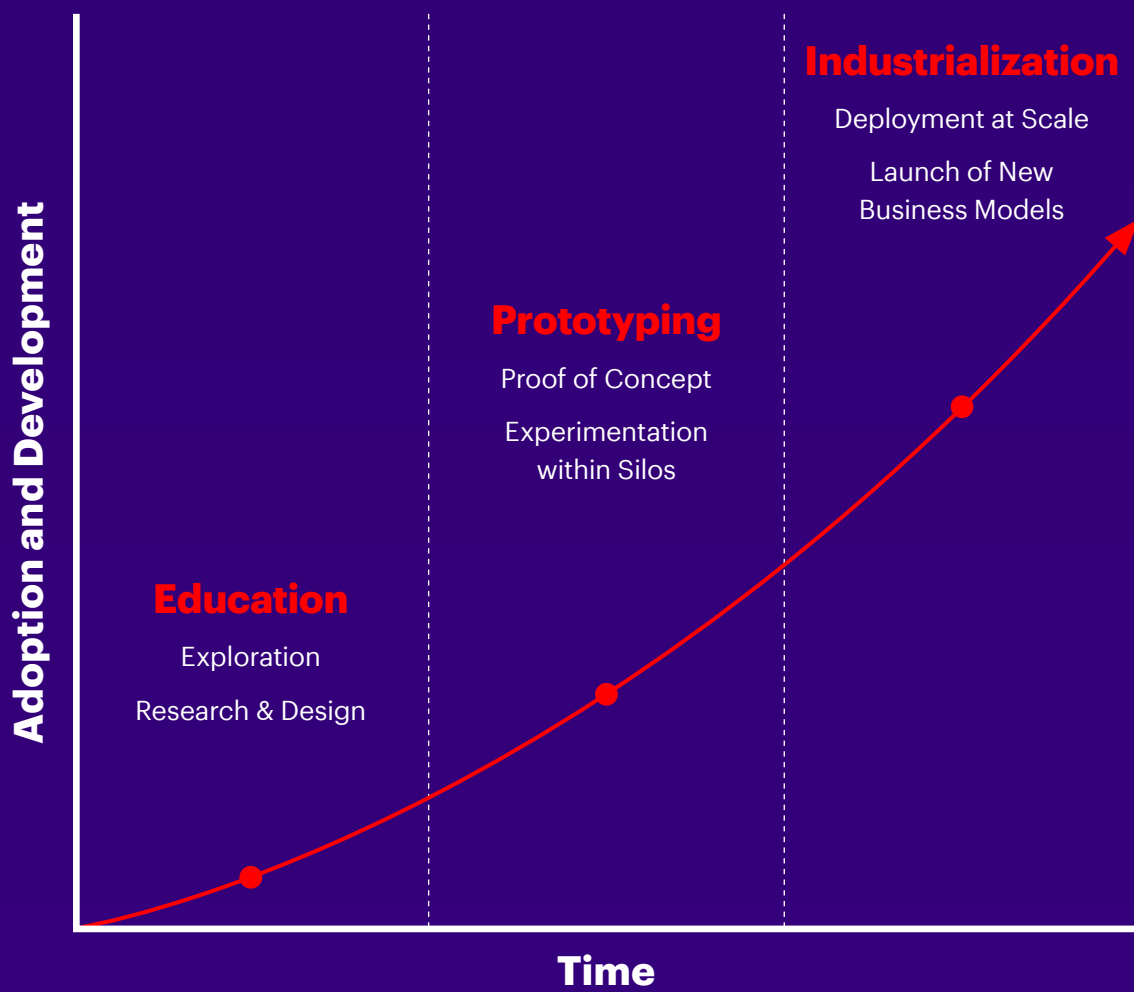 Adoption and Development
Education
Exploration
Research & Design
Prototyping
Proof of Concept
Experimentation
within Silos
Industrialization
Deployment at Scale
Launch of New
Business Models
Time